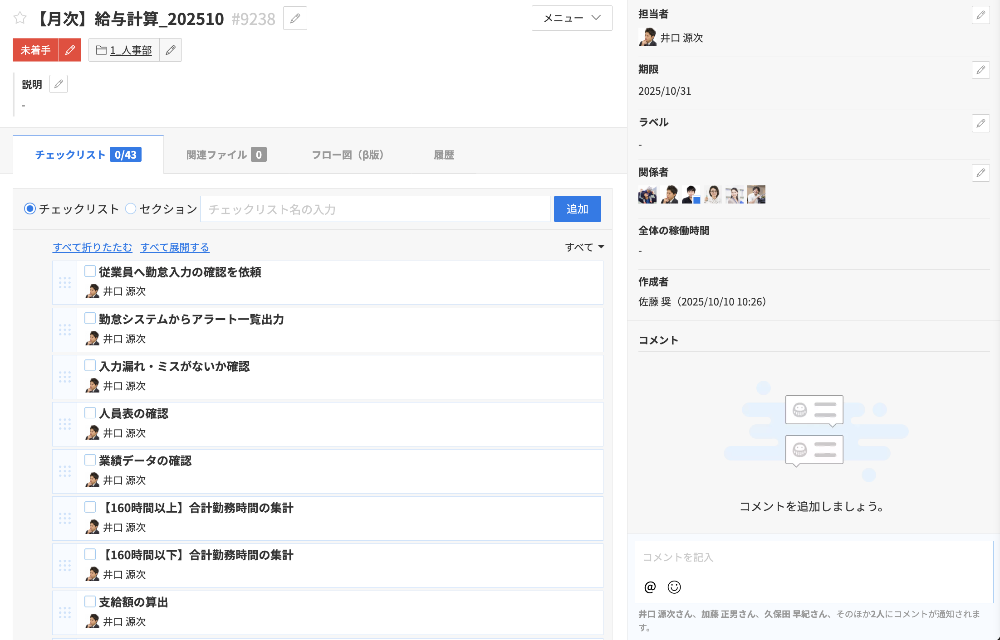 【月次】給与計算_202510 #9238
メニュー
未着手
1_人事部
説明
-
チェックリスト 0/43
関連ファイル 0
フロー図（β版）
履歴
チェックリスト セクション チェックリスト名の入力 追加
すべて折りたたむ すべて展開する すべて
従業員へ勤怠入力の確認を依頼
井口 源次
勤怠システムからアラート一覧出力
井口 源次
入力漏れ・ミスがないか確認
井口 源次
人員表の確認
井口 源次
業績データの確認
井口 源次
【160時間以上】合計勤務時間の集計
井口 源次
【160時間以下】合計勤務時間の集計
井口 源次
支給額の算出
井口 源次
担当者
井口 源次
期限
2025/10/31
ラベル
-
関係者
全体の稼働時間
-
作成者
佐藤 奨（2025/10/10 10:26）
コメント
コメントを追加しましょう。
コメントを記入
@
井口 源次さん、加藤 正男さん、久保田 早紀さん、そのほか2人にコメントが通知されま
す。